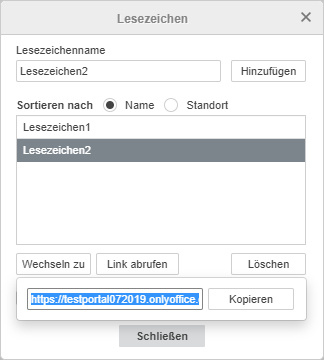 Lesezeichen
Lesezeichenname
Lesezeichen2
Hinzufügen
Sortieren nach Name Standort
Lesezeichen1
Lesezeichen2
Wechseln zu Link abrufen Löschen
https://testportal072019.onlyoffice.
Kopieren
Schließen